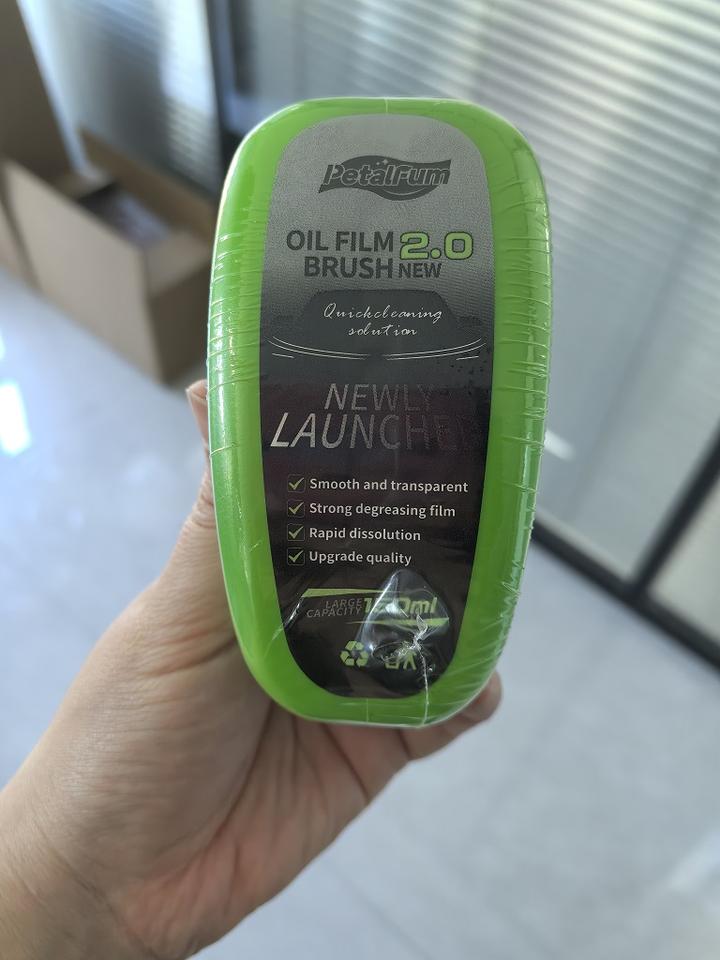 PetalFum
OIL FILM 2.0
BRUSH NEW
Quickcleaning
solution
NEWLY
LAUNCHED
Smooth and transparent
Strong degreasing film
Rapid dissolution
Upgrade quality
LARGE
CAPACITY